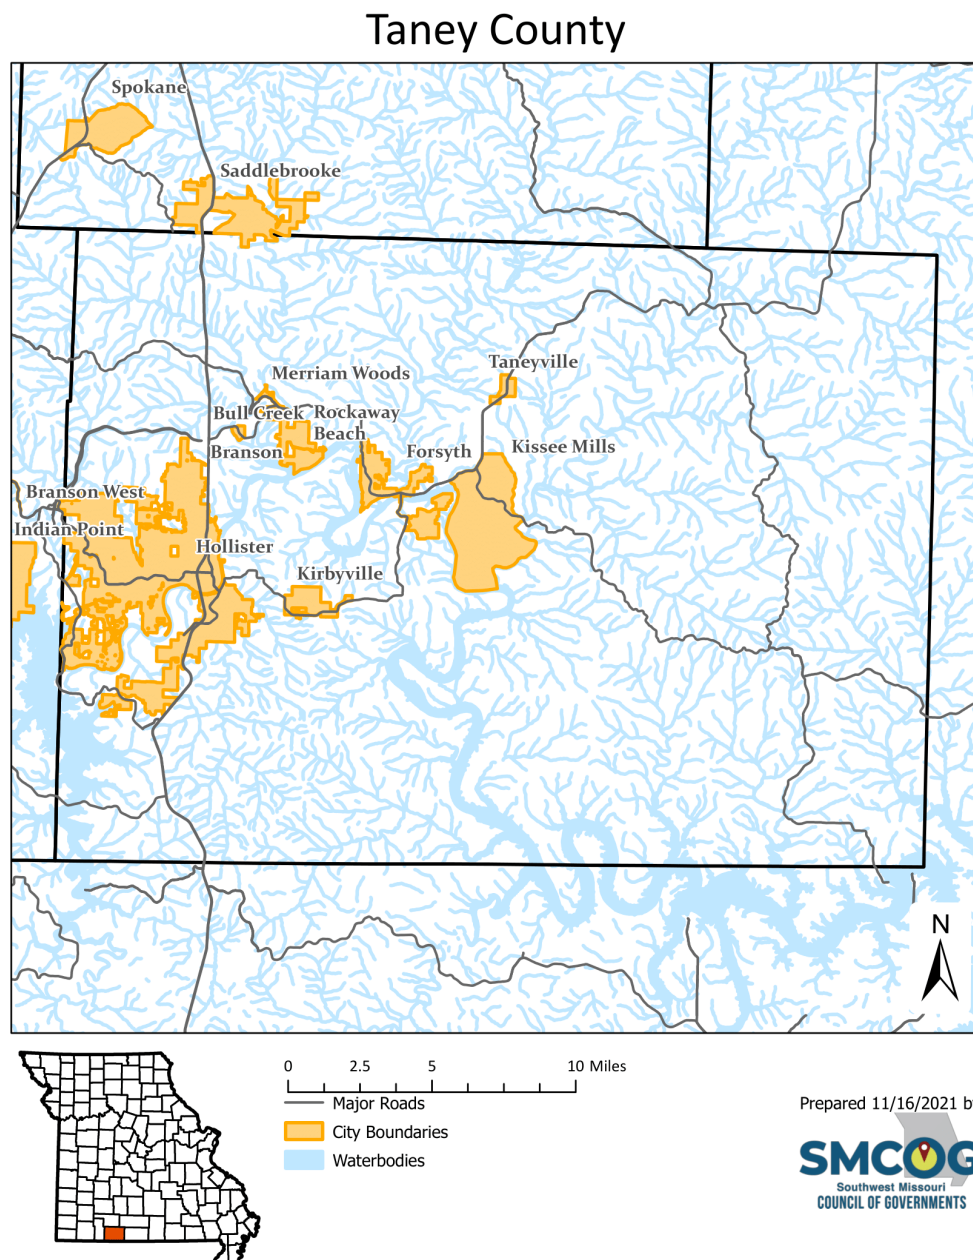 Taney County
Spokane
Saddlebrooke
Taneyville
Merriam Woods
Bull Creek
Rockaway
Beach
Branson
Forsyth
Kissee Mills
Branson West
Indian Point
Hollister
Kirbyville
N
0 2.5 5 10 Miles
Major Roads
City Boundaries
Waterbodies
Prepared 11/16/2021 by
SMCOG
Southwest Missouri
COUNCIL OF GOVERNMENTS